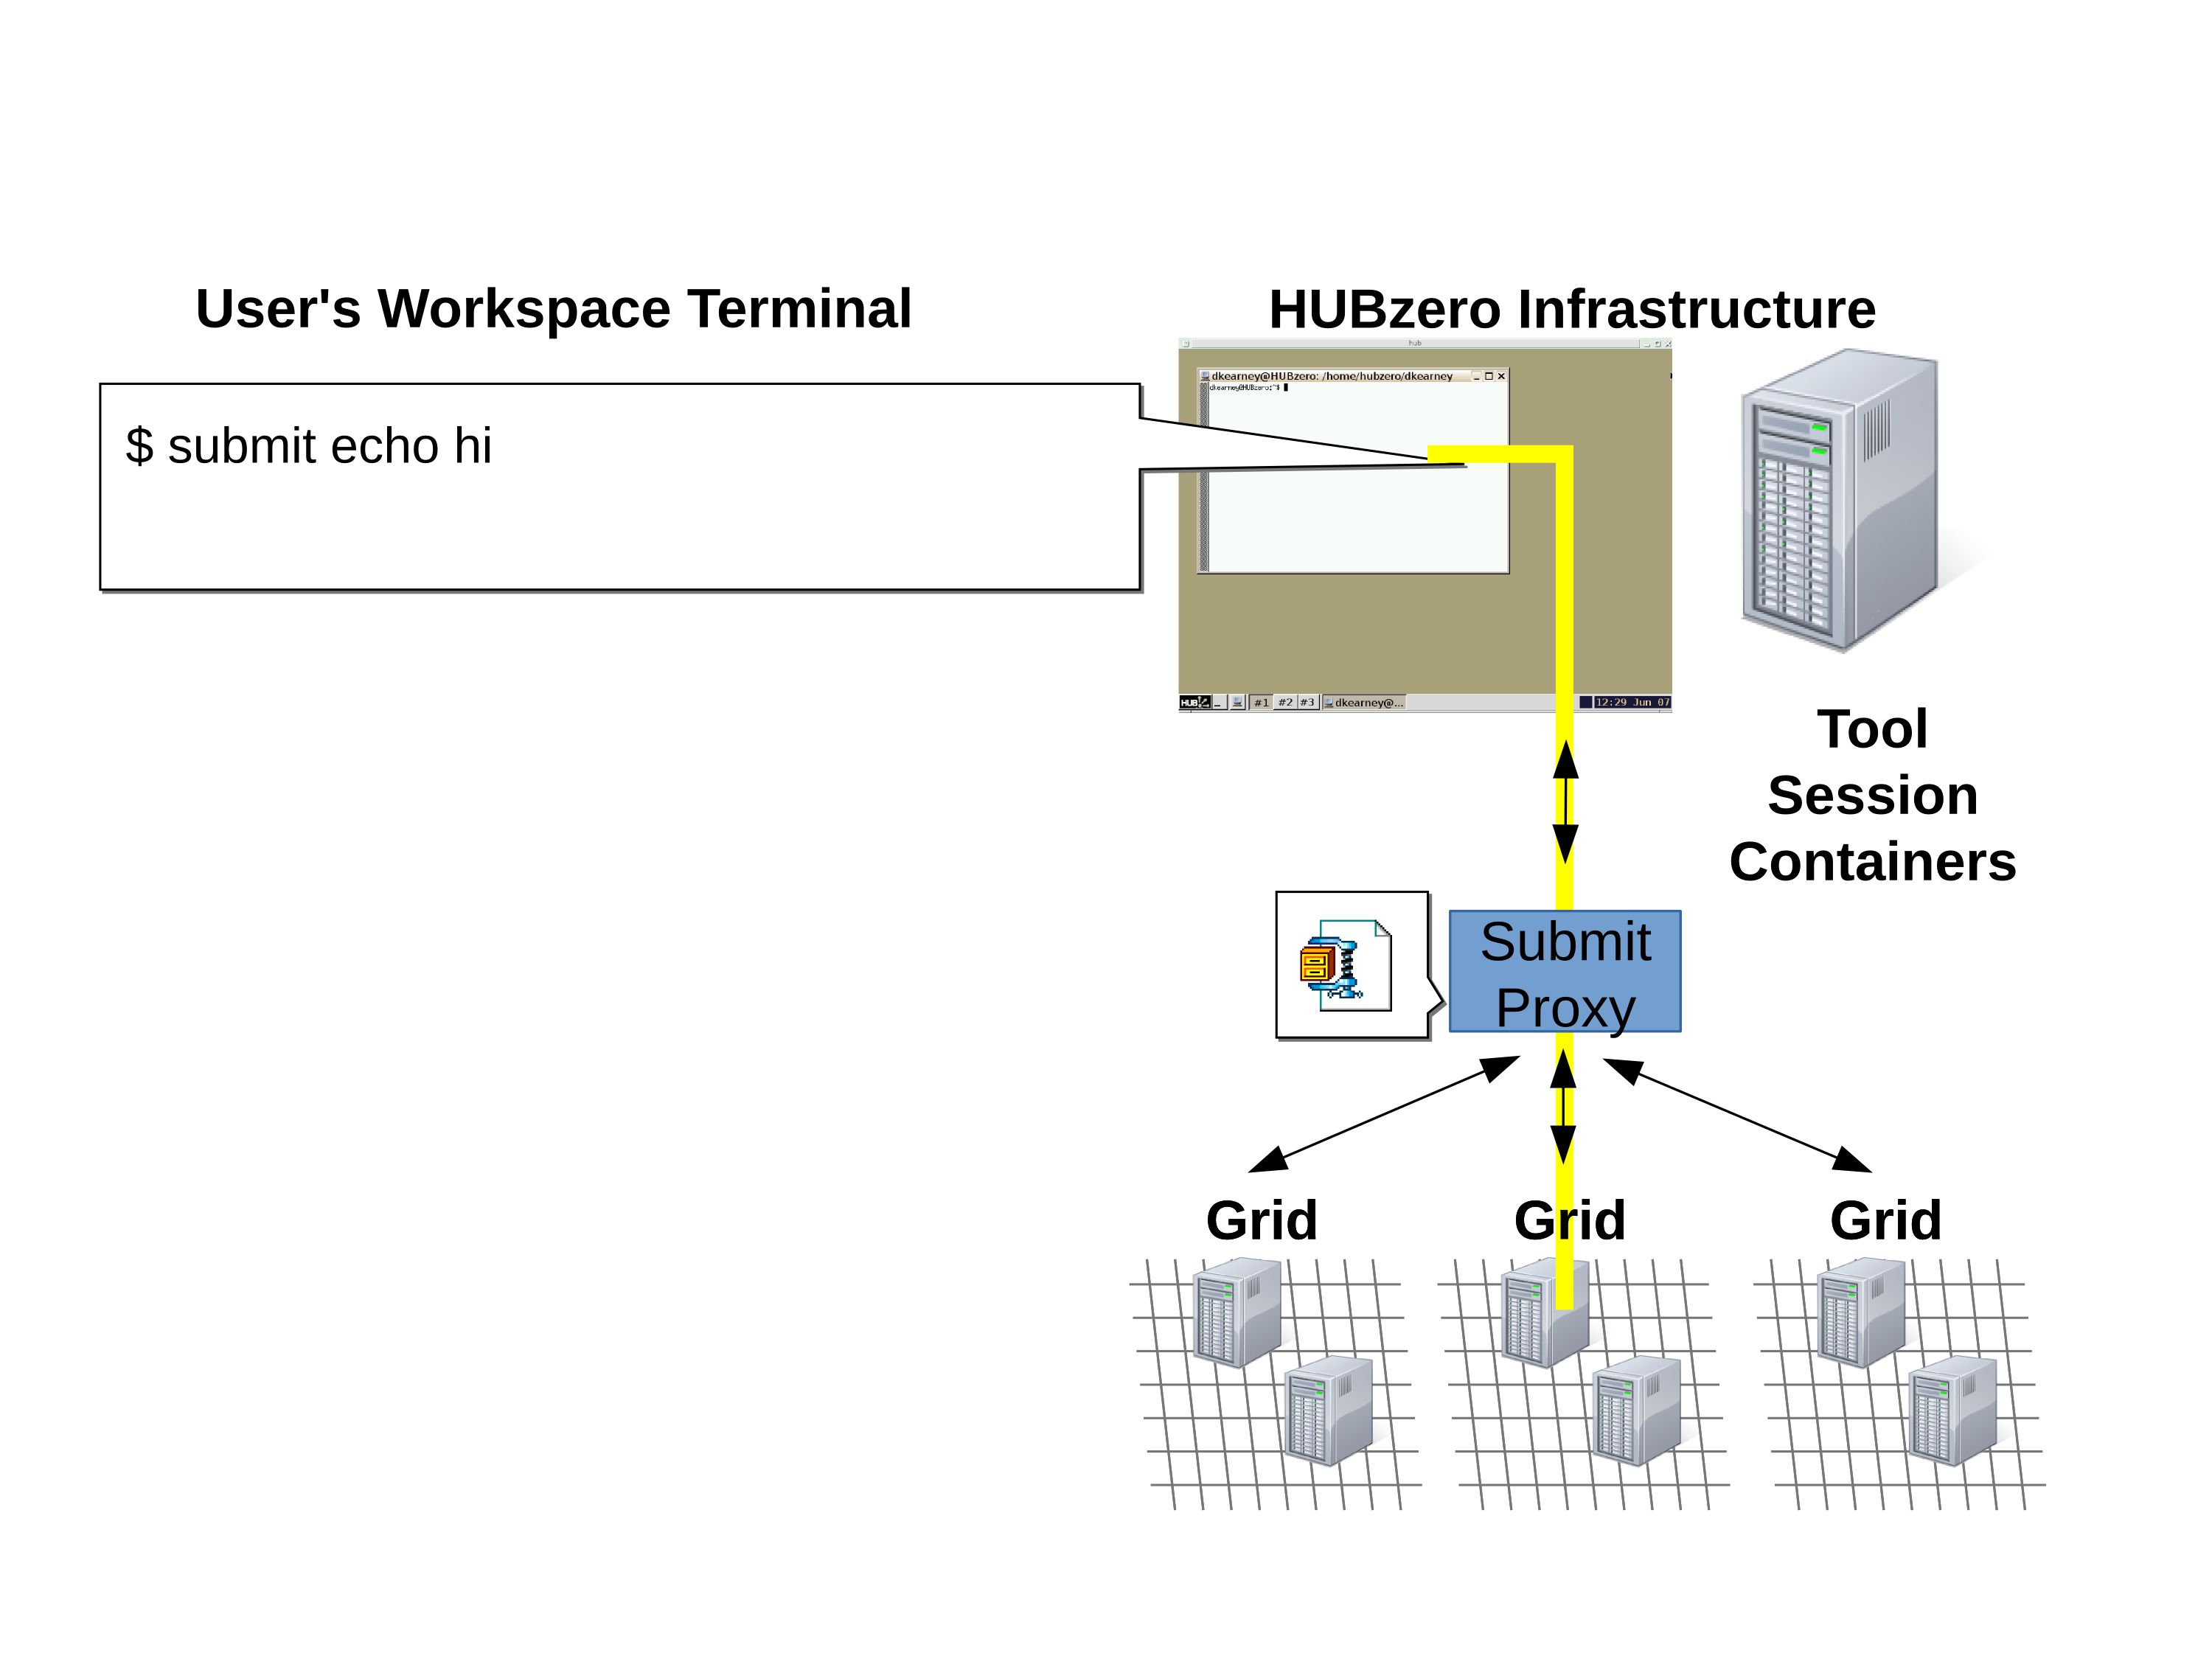 User's Workspace Terminal
HUBzero Infrastructure
hub
dkearney@HUBzero: /home/hubzero/dkearney
dkearney@HUBzero:~$
$ submit echo hi
HUB
#1 #2 #3 dkearney@...
12:29 Jun 07
Tool
Session
Containers
Submit
Proxy
Grid
Grid
Grid